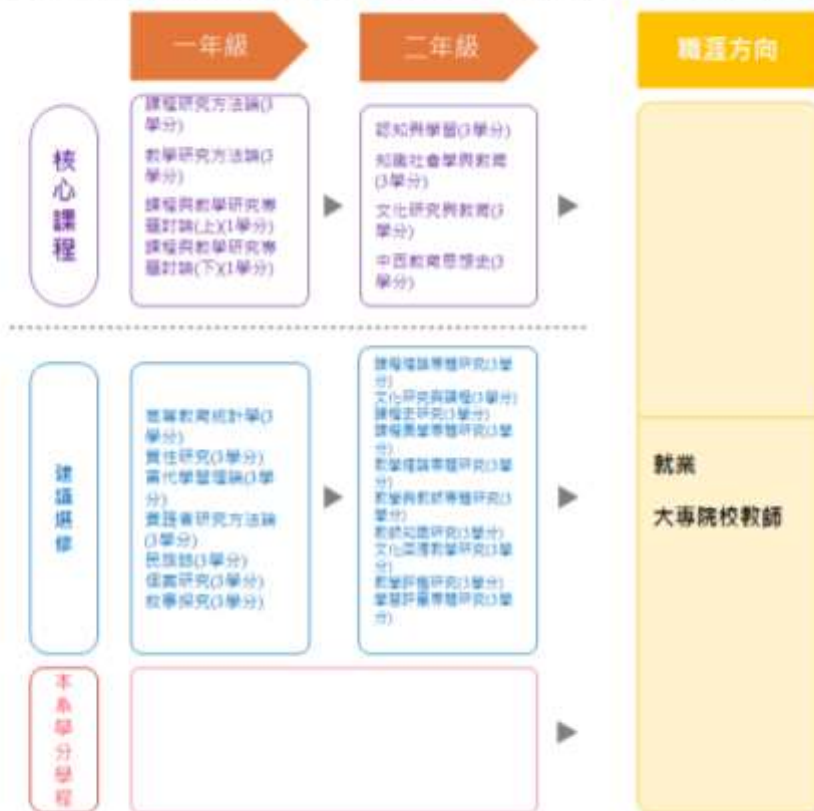 一年級
二年級
職涯方向
核心課程
課程研究方法論(3
學分)
教學研究方法論(3
學分)
課程與教學研究專
題討論(上)(1學分)
課程與教學研究專
題討論(下)(1學分)
認知與學習(3學分)
知識社會學與教育
(3學分)
文化研究與教育(3
學分)
中西教育思想史(3
學分)
建議選修
高等教育統計學(3
學分)
質性研究(3學分)
當代學習理論(3學
分)
實踐者研究方法論
(3學分)
民族誌(3學分)
個案研究(3學分)
敘事探究(3學分)
課程理論專題研究(3學
分)
文化研究與課程(3學分)
課程史研究(3學分)
課程美學專題研究(3學
分)
教學理論專題研究(3學
分)
教學與教師專題研究(3
學分)
教師知識研究(3學分)
文化回應教學研究(3學
分)
教學評鑑研究(3學分)
學習評量專題研究(3學
分)
就業
大專院校教師
本系學分學程